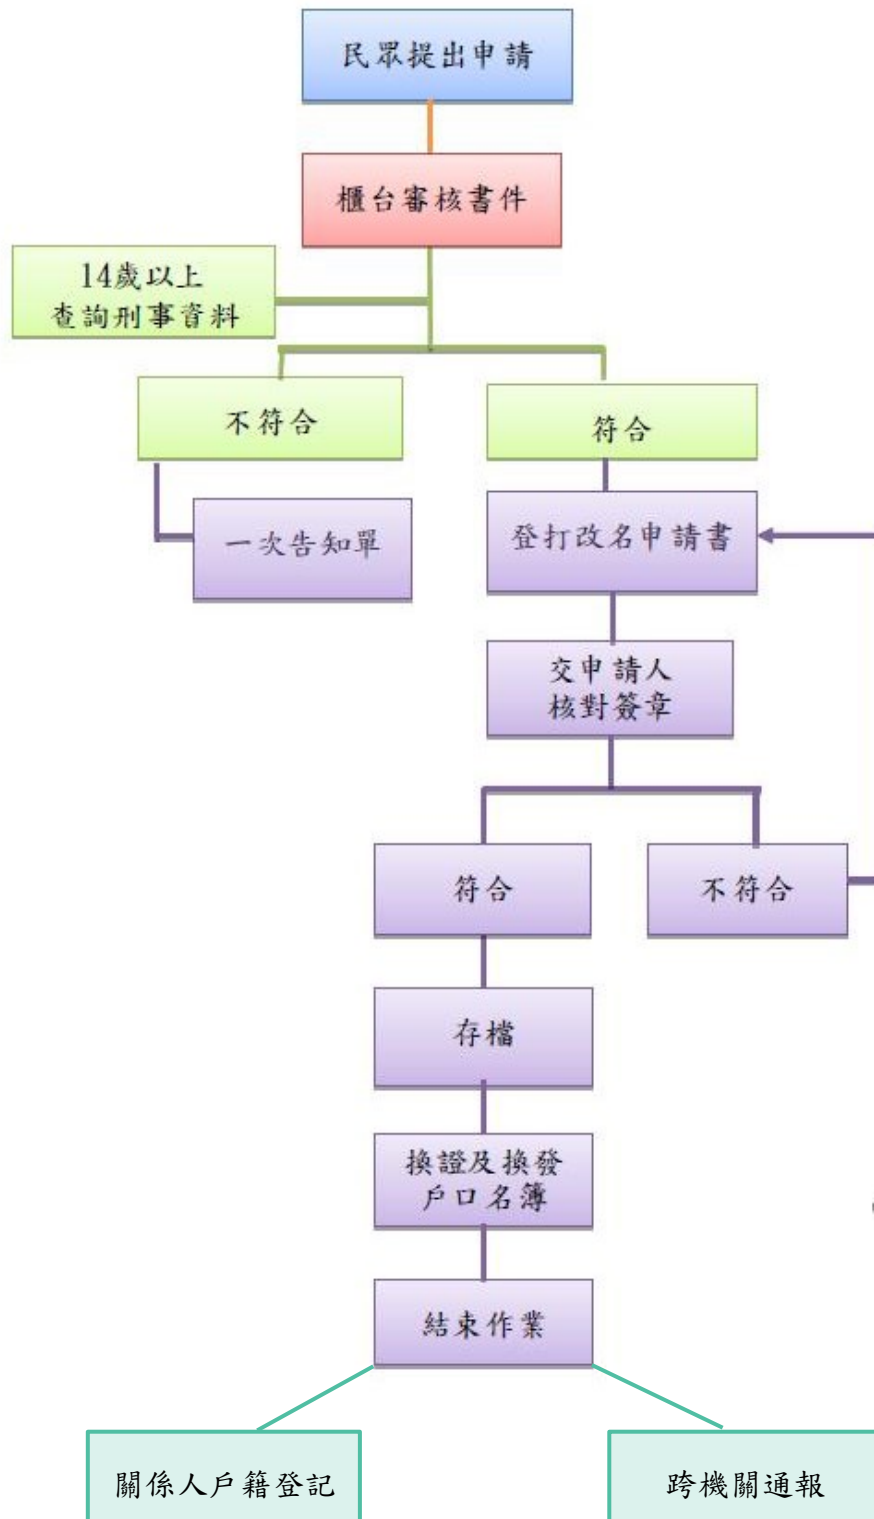 民眾提出申請
櫃台審核書件
14歲以上
查詢刑事資料
不符合
符合
一次告知單
登打改名申請書
交申請人
核對簽章
符合
不符合
存檔
換證及換發
戶口名簿
結束作業
關係人戶籍登記
跨機關通報